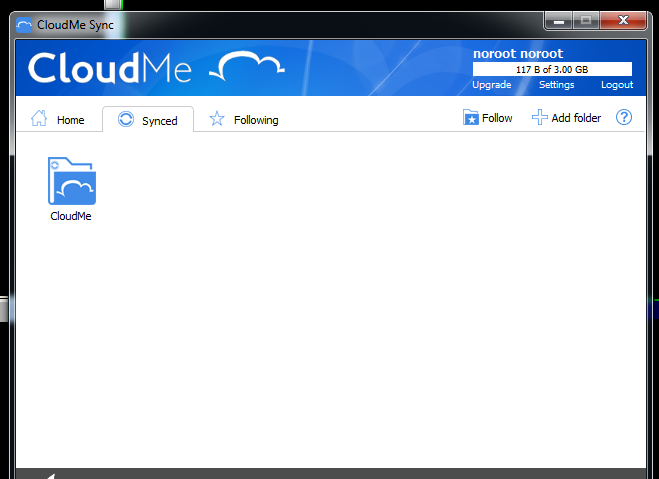 CloudMe Sync
CloudMe
noroot noroot
117 B of 3.00 GB
Upgrade Settings Logout
Home Synced Following Follow Add folder ?
CloudMe